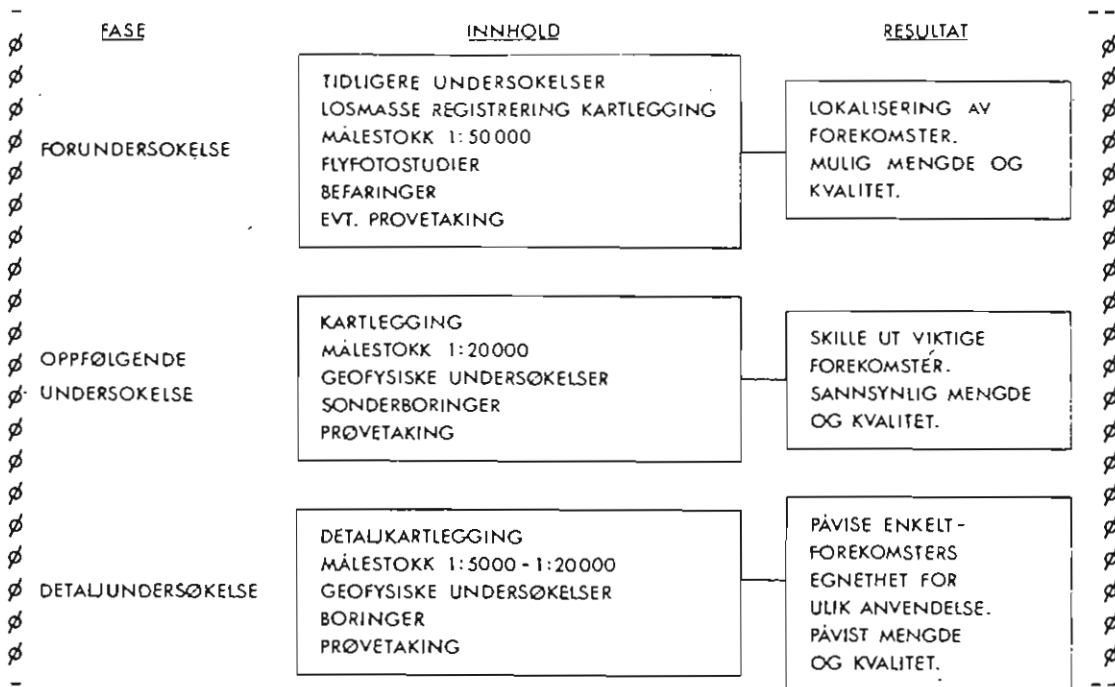 FASE INNHOLD RESULTAT
FORUNDERSOKELSE
TIDLIGERE UNDERSOKELSER
LOSMASSE REGISTRERING KARTLEGGING
MÅLESTOKK 1:50000
FLYFOTOSTUDIER
BEFARINGER
EVT. PROVETAKING
LOKALISERING AV
FOREKOMSTER.
MULIG MENGDE OG
KVALITET.
OPPFØLGENDE
UNDERSOKELSE
KARTLEGGING
MÅLESTOKK 1:20000
GEOFYSISKE UNDERSØKELSER
SONDERBORINGER
PRØVETAKING
SKILLE UT VIKTIGE
FOREKOMSTER.
SANNSYNLIG MENGDE
OG KVALITET.
DETALJUNDERSØKELSE
DETALJKARTLEGGING
MÅLESTOKK 1:5000 - 1:20000
GEOFYSISKE UNDERSØKELSER
BORINGER
PRØVETAKING
PÅVISE ENKELT-
FOREKOMSTERS
EGNETHET FOR
ULIK ANVENDELSE.
PÅVIST MENGDE
OG KVALITET.